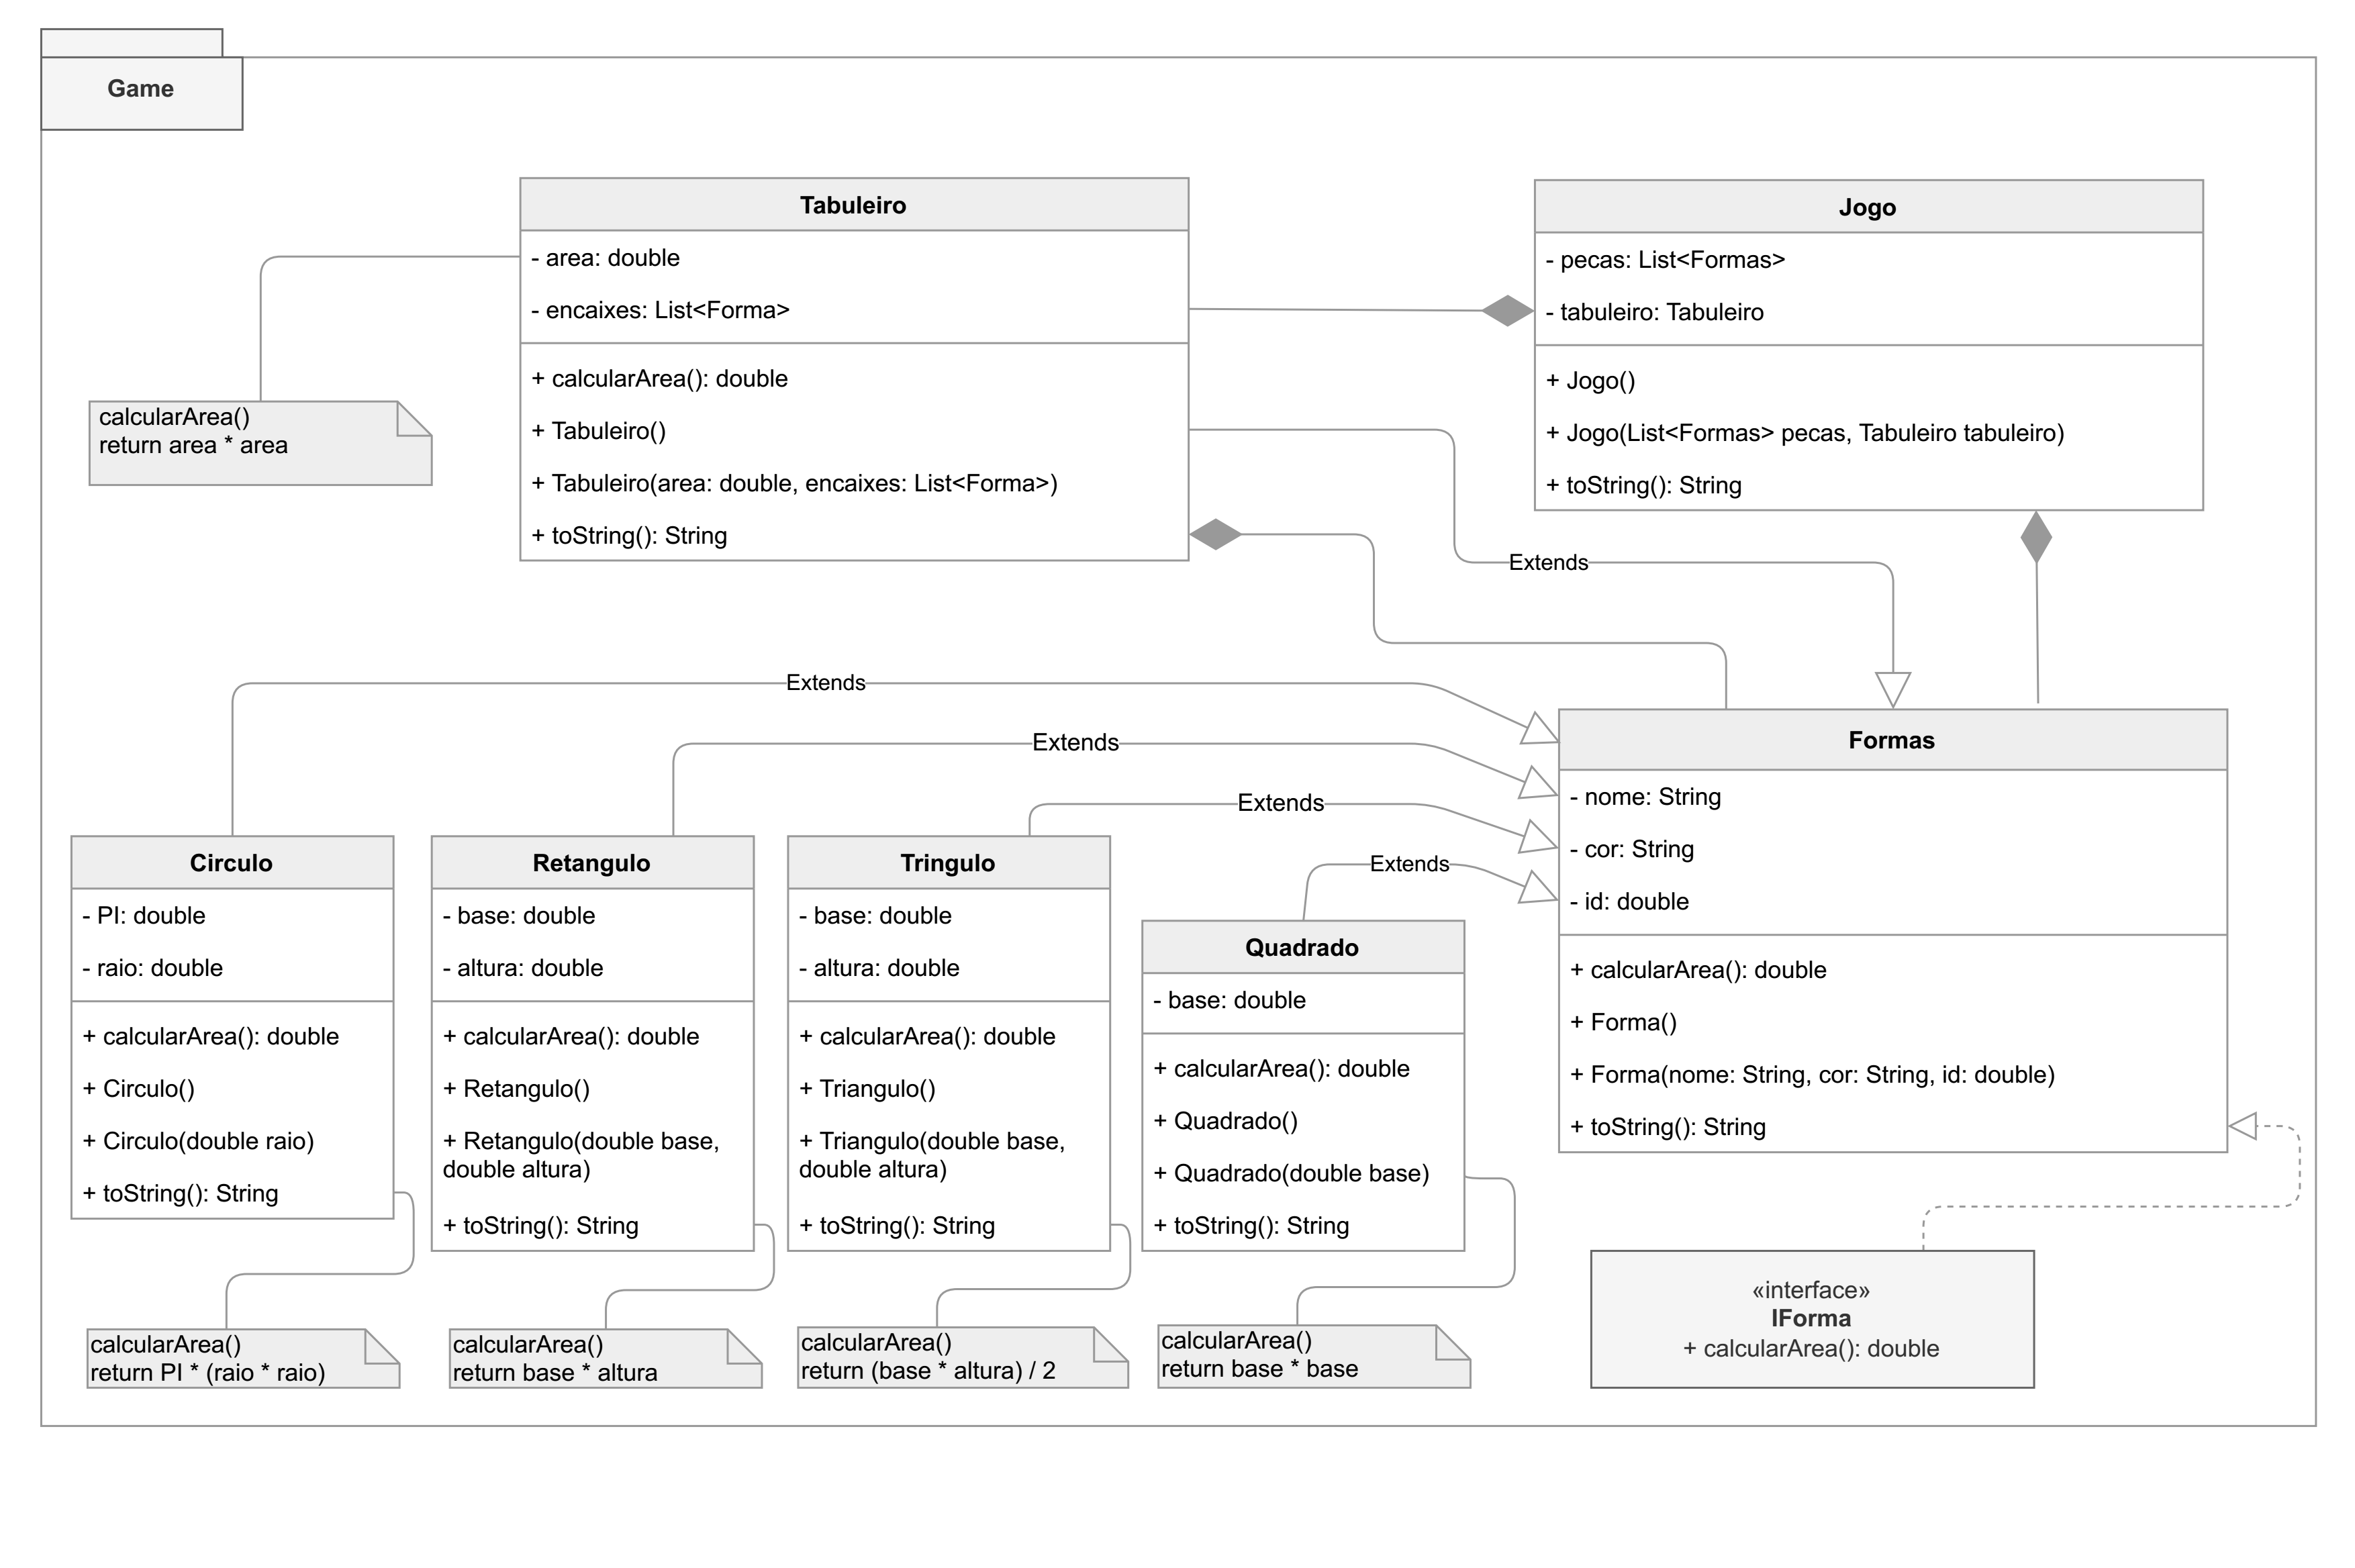 Game
Tabuleiro
- area: double
- encaixes: List<Forma>
+ calcularArea(): double
+ Tabuleiro()
+ Tabuleiro(area: double, encaixes: List<Forma>)
+ toString(): String
calcularArea()
return area * area
Jogo
- pecas: List<Formas>
- tabuleiro: Tabuleiro
+ Jogo()
+ Jogo(List<Formas> pecas, Tabuleiro tabuleiro)
+ toString(): String
Extends
Extends
Extends
Extends
Extends
Formas
- nome: String
- cor: String
- id: double
+ calcularArea(): double
+ Forma()
+ Forma(nome: String, cor: String, id: double)
+ toString(): String
Circulo
- PI: double
- raio: double
+ calcularArea(): double
+ Circulo()
+ Circulo(double raio)
+ toString(): String
Retangulo
- base: double
- altura: double
+ calcularArea(): double
+ Retangulo()
+ Retangulo(double base,
double altura)
+ toString(): String
Tringulo
- base: double
- altura: double
+ calcularArea(): double
+ Triangulo()
+ Triangulo(double base,
double altura)
+ toString(): String
Quadrado
- base: double
+ calcularArea(): double
+ Quadrado()
+ Quadrado(double base)
+ toString(): String
calcularArea()
return PI * (raio * raio)
calcularArea()
return base * altura
calcularArea()
return (base * altura) / 2
calcularArea()
return base * base
«interface»
IForma
+ calcularArea(): double